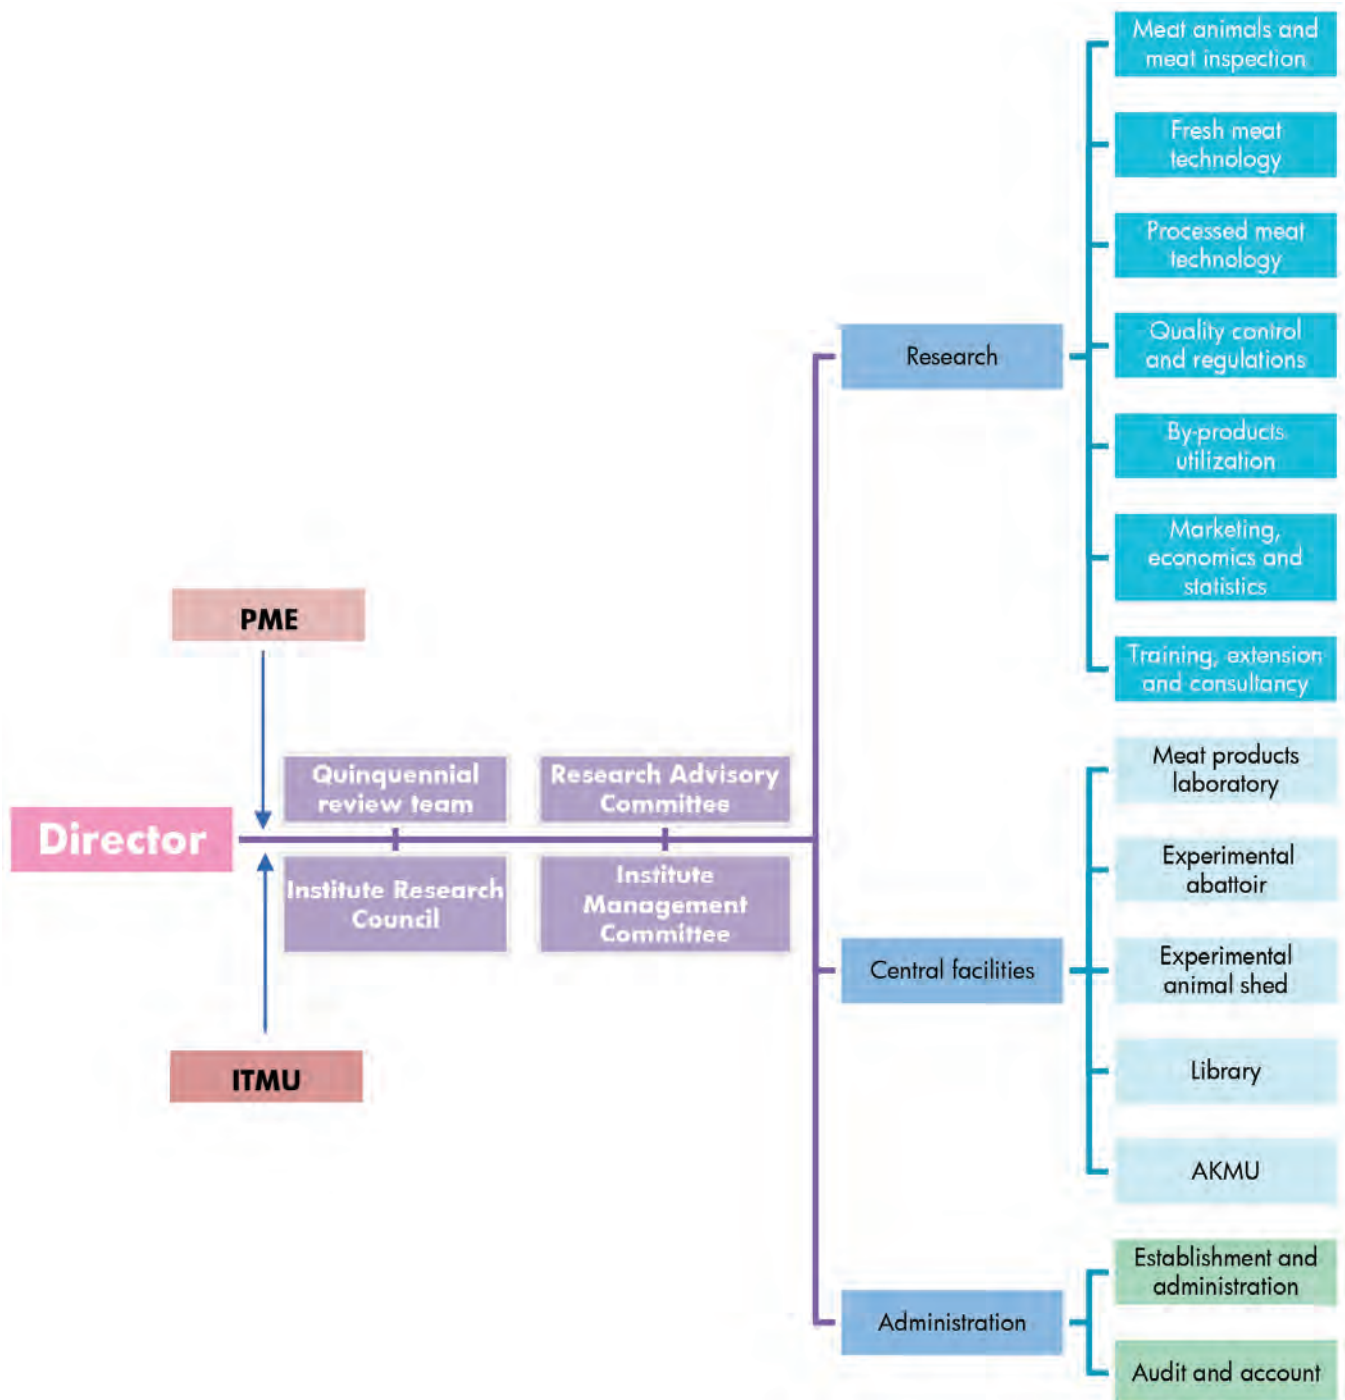 Meat animals and
meat inspection
Fresh meat
technology
Processed meat
technology
Quality control
and regulations
By-products
utilization
Marketing,
economics and
statistics
Training, extension
and consultancy
Research
PME
Quinquennial
review team
Research Advisory
Committee
Director
Institute Research
Council
Institute
Management
Committee
ITMU
Central facilities
Meat products
laboratory
Experimental
abattoir
Experimental
animal shed
Library
AKMU
Administration
Establishment and
administration
Audit and account